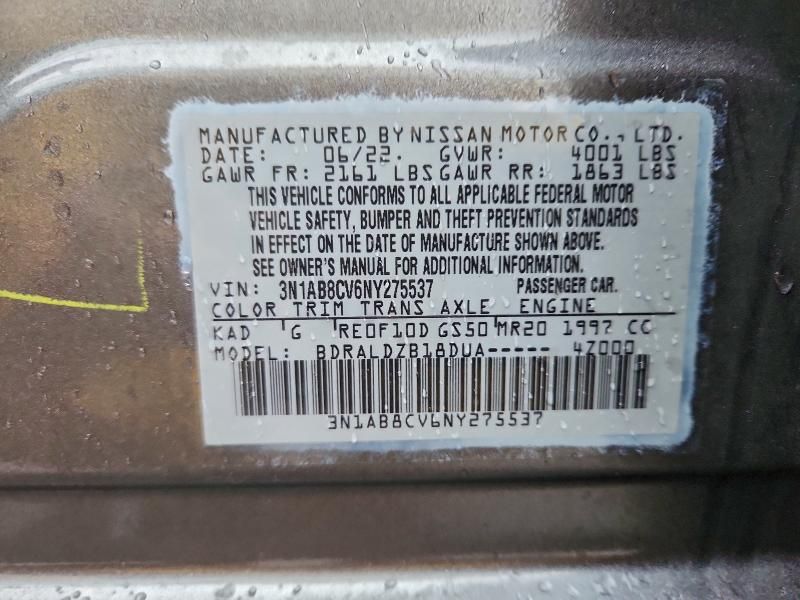 MANUFACTURED BY NISSAN MOTOR CO., LTD.
DATE: 06/22. GVWR: 4001 LBS
GAWR FR: 2161 LBS GAWR RR: 1863 LBS
THIS VEHICLE CONFORMS TO ALL APPLICABLE FEDERAL MOTOR
VEHICLE SAFETY, BUMPER AND THEFT PREVENTION STANDARDS
IN EFFECT ON THE DATE OF MANUFACTURE SHOWN ABOVE.
SEE OWNER'S MANUAL FOR ADDITIONAL INFORMATION.
VIN: 3N1AB8CV6NY275537 PASSENGER CAR.
COLOR TRIM TRANS AXLE ENGINE
KAD G RE0F10D GS50 MR20 1997 CC
MODEL: BDRALDZB18DUA----- 4Z000
3N1AB8CV6NY275537